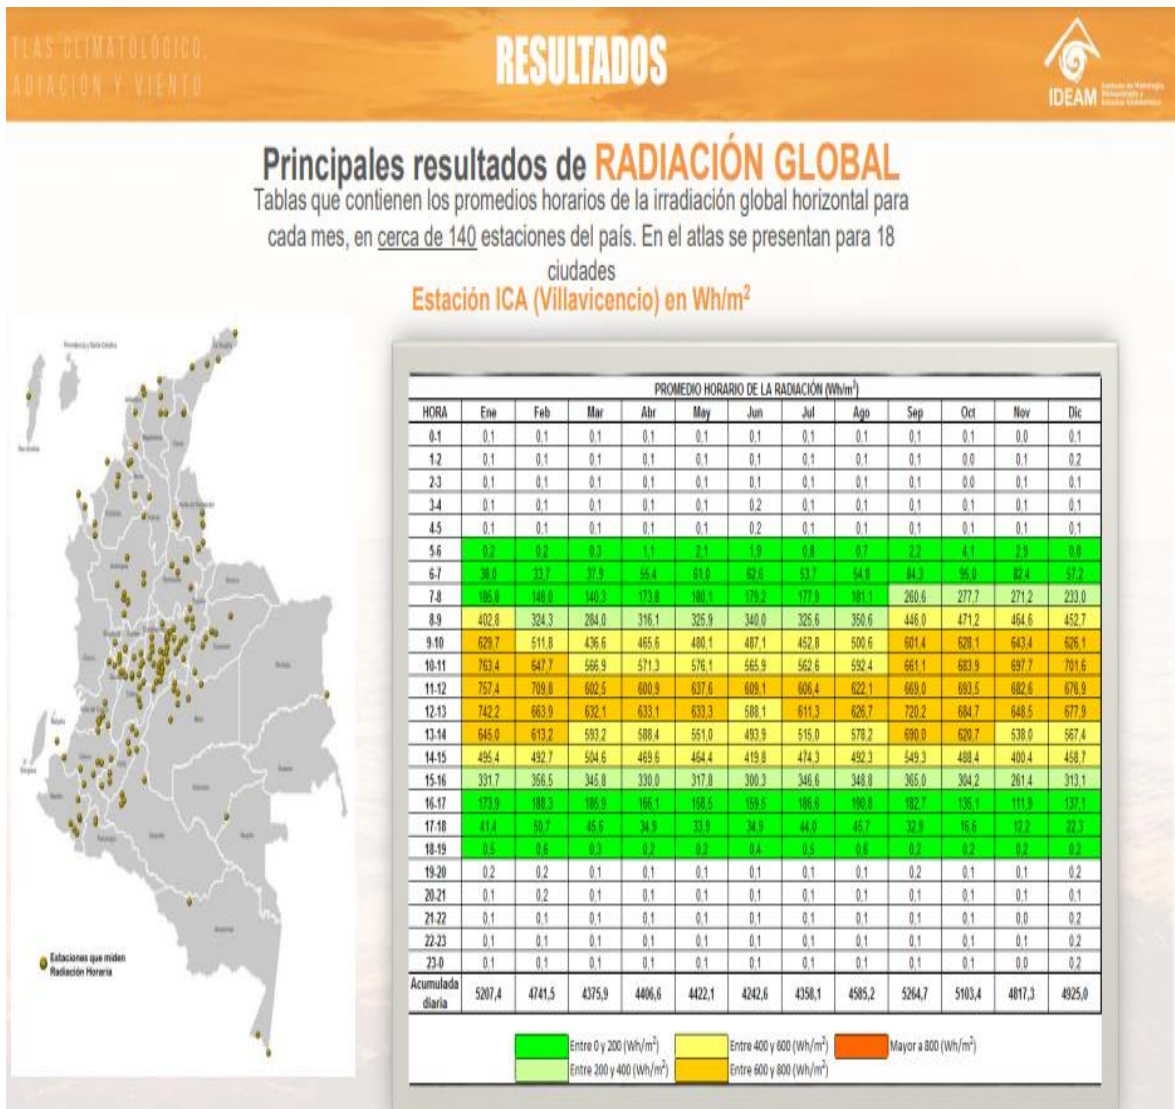 TLAS CLIMATOLÓGICO,
ADIACIÓN Y VIENTO
RESULTADOS
IDEAM
Principales resultados de RADIACIÓN GLOBAL
Tablas que contienen los promedios horarios de la irradiación global horizontal para
cada mes, en cerca de 140 estaciones del país. En el atlas se presentan para 18
ciudades
Estación ICA (Villavicencio) en Wh/m²
Estaciones que miden
Radiación Horaria
PROMEDIO HORARIO DE LA RADIACIÓN (Wh/m²)
HORA Ene Feb Mar Abr May Jun Jul Ago Sep Oct Nov Dic
0-1 0,1 0,1 0,1 0,1 0,1 0,1 0,1 0,1 0,1 0,1 0,0 0,1
1-2 0,1 0,1 0,1 0,1 0,1 0,1 0,1 0,1 0,1 0,0 0,1 0,2
2-3 0,1 0,1 0,1 0,1 0,1 0,1 0,1 0,1 0,1 0,0 0,1 0,1
3-4 0,1 0,1 0,1 0,1 0,1 0,2 0,1 0,1 0,1 0,1 0,1 0,1
4-5 0,1 0,1 0,1 0,1 0,1 0,2 0,1 0,1 0,1 0,1 0,1 0,1
5-6 0,2 0,2 0,3 1,1 2,1 1,9 0,8 0,7 2,2 4,1 2,9 0,8
6-7 38,0 33,7 37,9 55,4 61,0 62,6 53,7 54,8 84,3 95,0 82,4 57,2
7-8 185,8 148,0 140,3 173,8 180,1 179,2 177,9 181,1 260,6 277,7 271,2 233,0
8-9 402,8 324,3 284,0 316,1 325,9 340,0 325,6 350,6 446,0 471,2 464,6 452,7
9-10 629,7 511,8 436,6 465,6 480,1 487,1 452,8 500,6 601,4 628,1 643,4 626,1
10-11 763,4 647,7 566,9 571,3 576,1 565,9 562,6 592,4 661,1 683,9 697,7 701,6
11-12 757,4 709,8 602,5 600,9 637,6 609,1 606,4 622,1 669,0 693,5 682,6 676,9
12-13 742,2 663,9 632,1 633,1 633,3 588,1 611,3 626,7 720,2 684,7 648,5 677,9
13-14 645,0 613,2 593,2 588,4 551,0 493,9 515,0 578,2 690,0 620,7 538,0 567,4
14-15 495,4 492,7 504,6 469,6 464,4 419,8 474,3 492,3 549,3 488,4 400,4 458,7
15-16 331,7 356,5 345,8 330,0 317,8 300,3 346,6 348,8 365,0 304,2 261,4 313,1
16-17 173,9 188,3 185,9 166,1 158,5 159,5 186,6 190,8 182,7 135,1 111,9 137,1
17-18 41,4 50,7 45,6 34,9 33,9 34,9 44,0 45,7 32,9 16,6 12,2 22,3
18-19 0,5 0,6 0,3 0,2 0,2 0,4 0,5 0,6 0,2 0,2 0,2 0,2
19-20 0,2 0,2 0,1 0,1 0,1 0,1 0,1 0,1 0,2 0,1 0,1 0,2
20-21 0,1 0,2 0,1 0,1 0,1 0,1 0,1 0,1 0,1 0,1 0,1 0,1
21-22 0,1 0,1 0,1 0,1 0,1 0,1 0,1 0,1 0,1 0,1 0,0 0,2
22-23 0,1 0,1 0,1 0,1 0,1 0,1 0,1 0,1 0,1 0,1 0,1 0,2
23-0 0,1 0,1 0,1 0,1 0,1 0,1 0,1 0,1 0,1 0,1 0,0 0,2
Acumulada
diaria 5207,4 4741,5 4375,9 4406,6 4422,1 4242,6 4358,1 4585,2 5264,7 5103,4 4817,3 4925,0
Entre 0 y 200 (Wh/m²) Entre 400 y 600 (Wh/m²) Mayor a 800 (Wh/m²)
Entre 200 y 400 (Wh/m²) Entre 600 y 800 (Wh/m²)